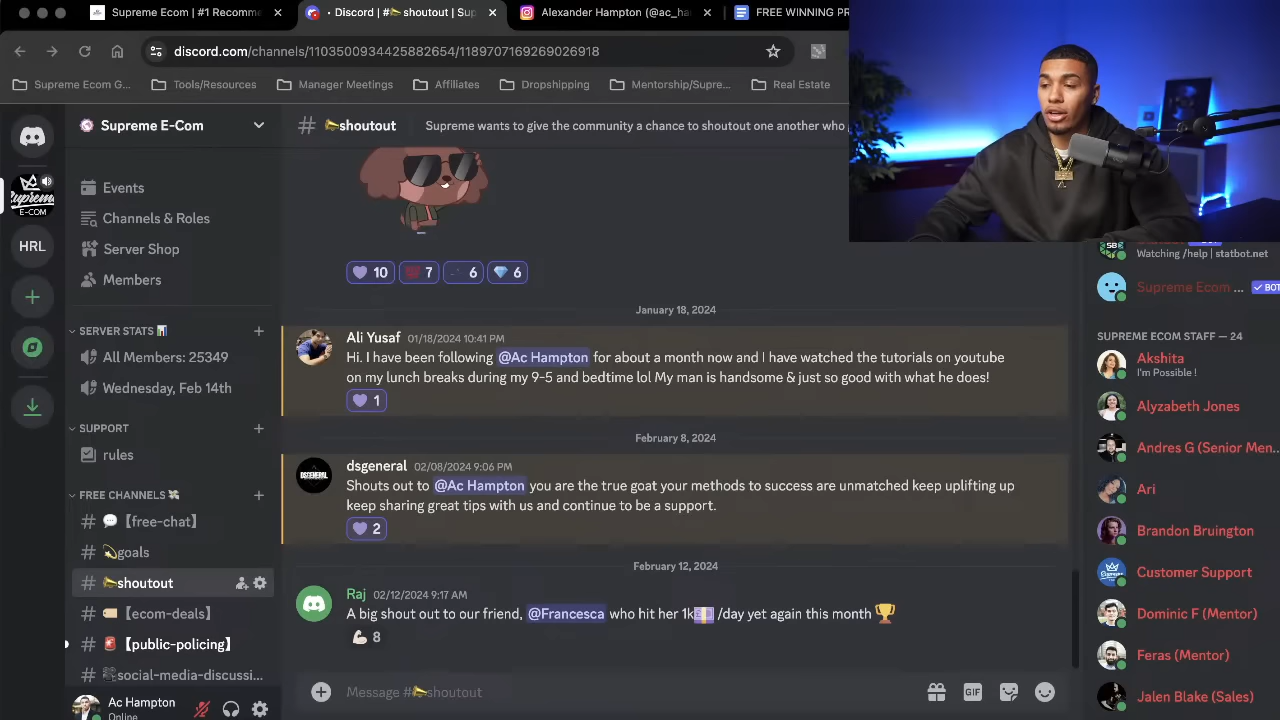 Supreme Ecom | #1 Recomm
Discord | #📣shoutout | Sup
Alexander Hampton (@ac_ha
FREE WINNING PR
discord.com/channels/1103500934425882654/1189707169269026918
Supreme Ecom G...
Tools/Resources
Manager Meetings
Affiliates
Dropshipping
Mentorship/Supre...
Real Estate
Supreme E-Com
# 📣shoutout
Supreme wants to give the community a chance to shoutout one another who
Supreme
E-COM
HRL
Events
Channels & Roles
Server Shop
Members
SERVER STATS 📊
All Members: 25349
Wednesday, Feb 14th
SUPPORT
rules
FREE CHANNELS 💸
# 💬【free-chat】
# 💫goals
# 📣shoutout
# 🏷️【ecom-deals】
# 🚨【public-policing】
social-media-discussi...
Ac Hampton
Online
10
7
6
6
January 18, 2024
Ali Yusaf 01/18/2024 10:41 PM
Hi. I have been following @Ac Hampton for about a month now and I have watched the tutorials on youtube
on my lunch breaks during my 9-5 and bedtime lol My man is handsome & just so good with what he does!
1
February 8, 2024
DSGENERAL
dsgeneral 02/08/2024 9:06 PM
Shouts out to @Ac Hampton you are the true goat your methods to success are unmatched keep uplifting up
keep sharing great tips with us and continue to be a support.
2
February 12, 2024
Raj 02/12/2024 9:17 AM
A big shout out to our friend, @Francesca who hit her 1k💷 /day yet again this month 🏆
💪🏻 8
Message #📣shoutout
GIF
Watching /help | statbot.net
Supreme Ecom ...
✓ BOT
SUPREME ECOM STAFF — 24
Akshita
I'm Possible !
Alyzabeth Jones
Andres G (Senior Men...
Ari
Brandon Bruington
Customer Support
Dominic F (Mentor)
Feras (Mentor)
Jalen Blake (Sales)